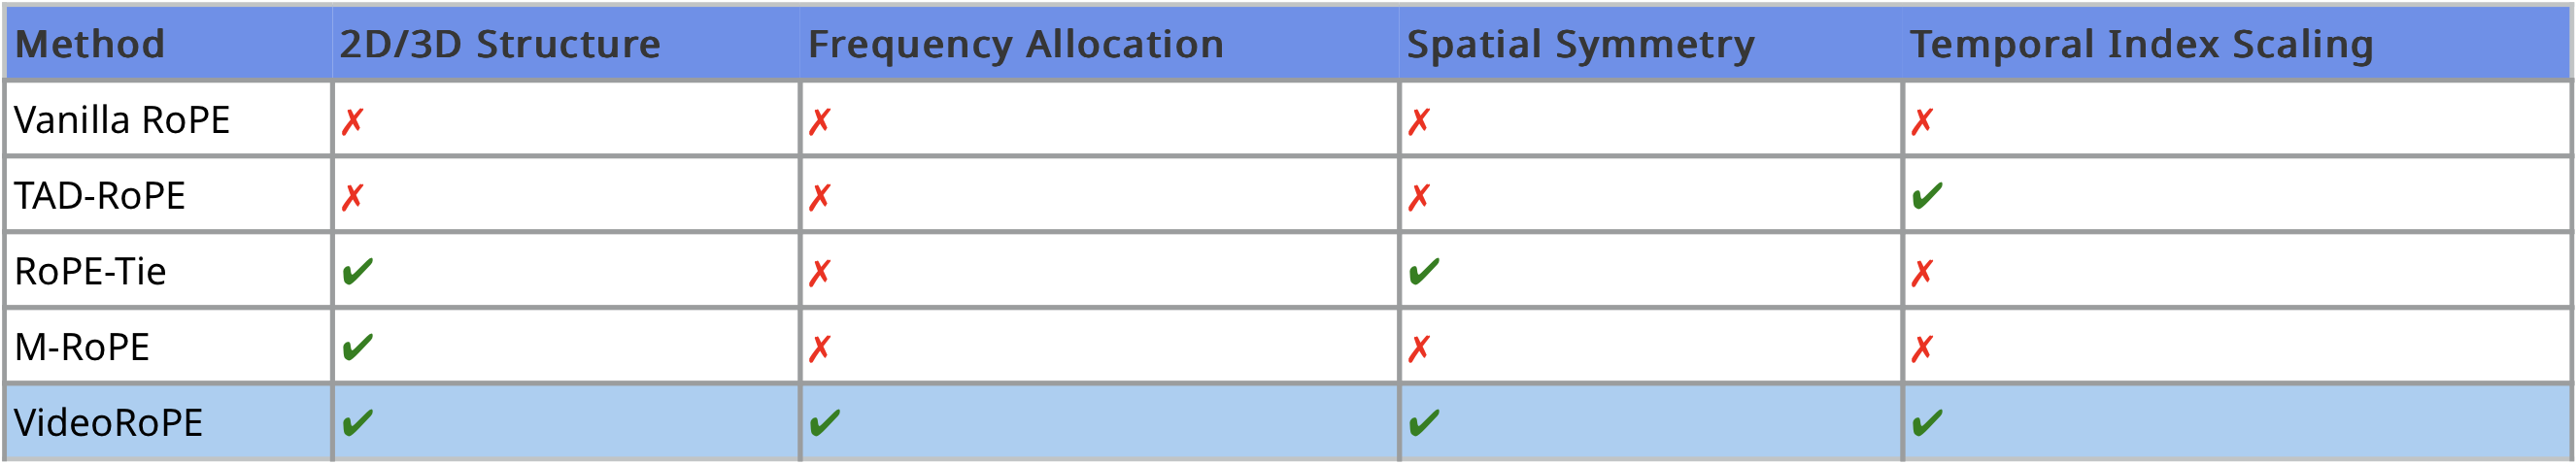 Method 2D/3D Structure Frequency Allocation Spatial Symmetry Temporal Index Scaling
Vanilla RoPE ✗ ✗ ✗ ✗
TAD-RoPE ✗ ✗ ✗ ✔
RoPE-Tie ✔ ✗ ✔ ✗
M-RoPE ✔ ✗ ✗ ✗
VideoRoPE ✔ ✔ ✔ ✔